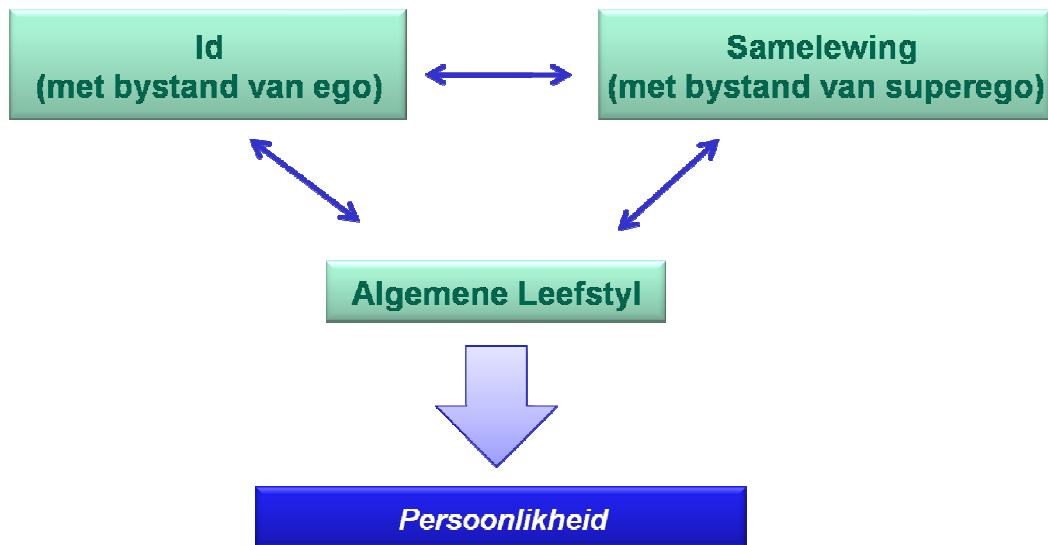 Id
(met bystand van ego)
Samelewing
(met bystand van superego)
Algemene Leefstyl
Persoonlikheid